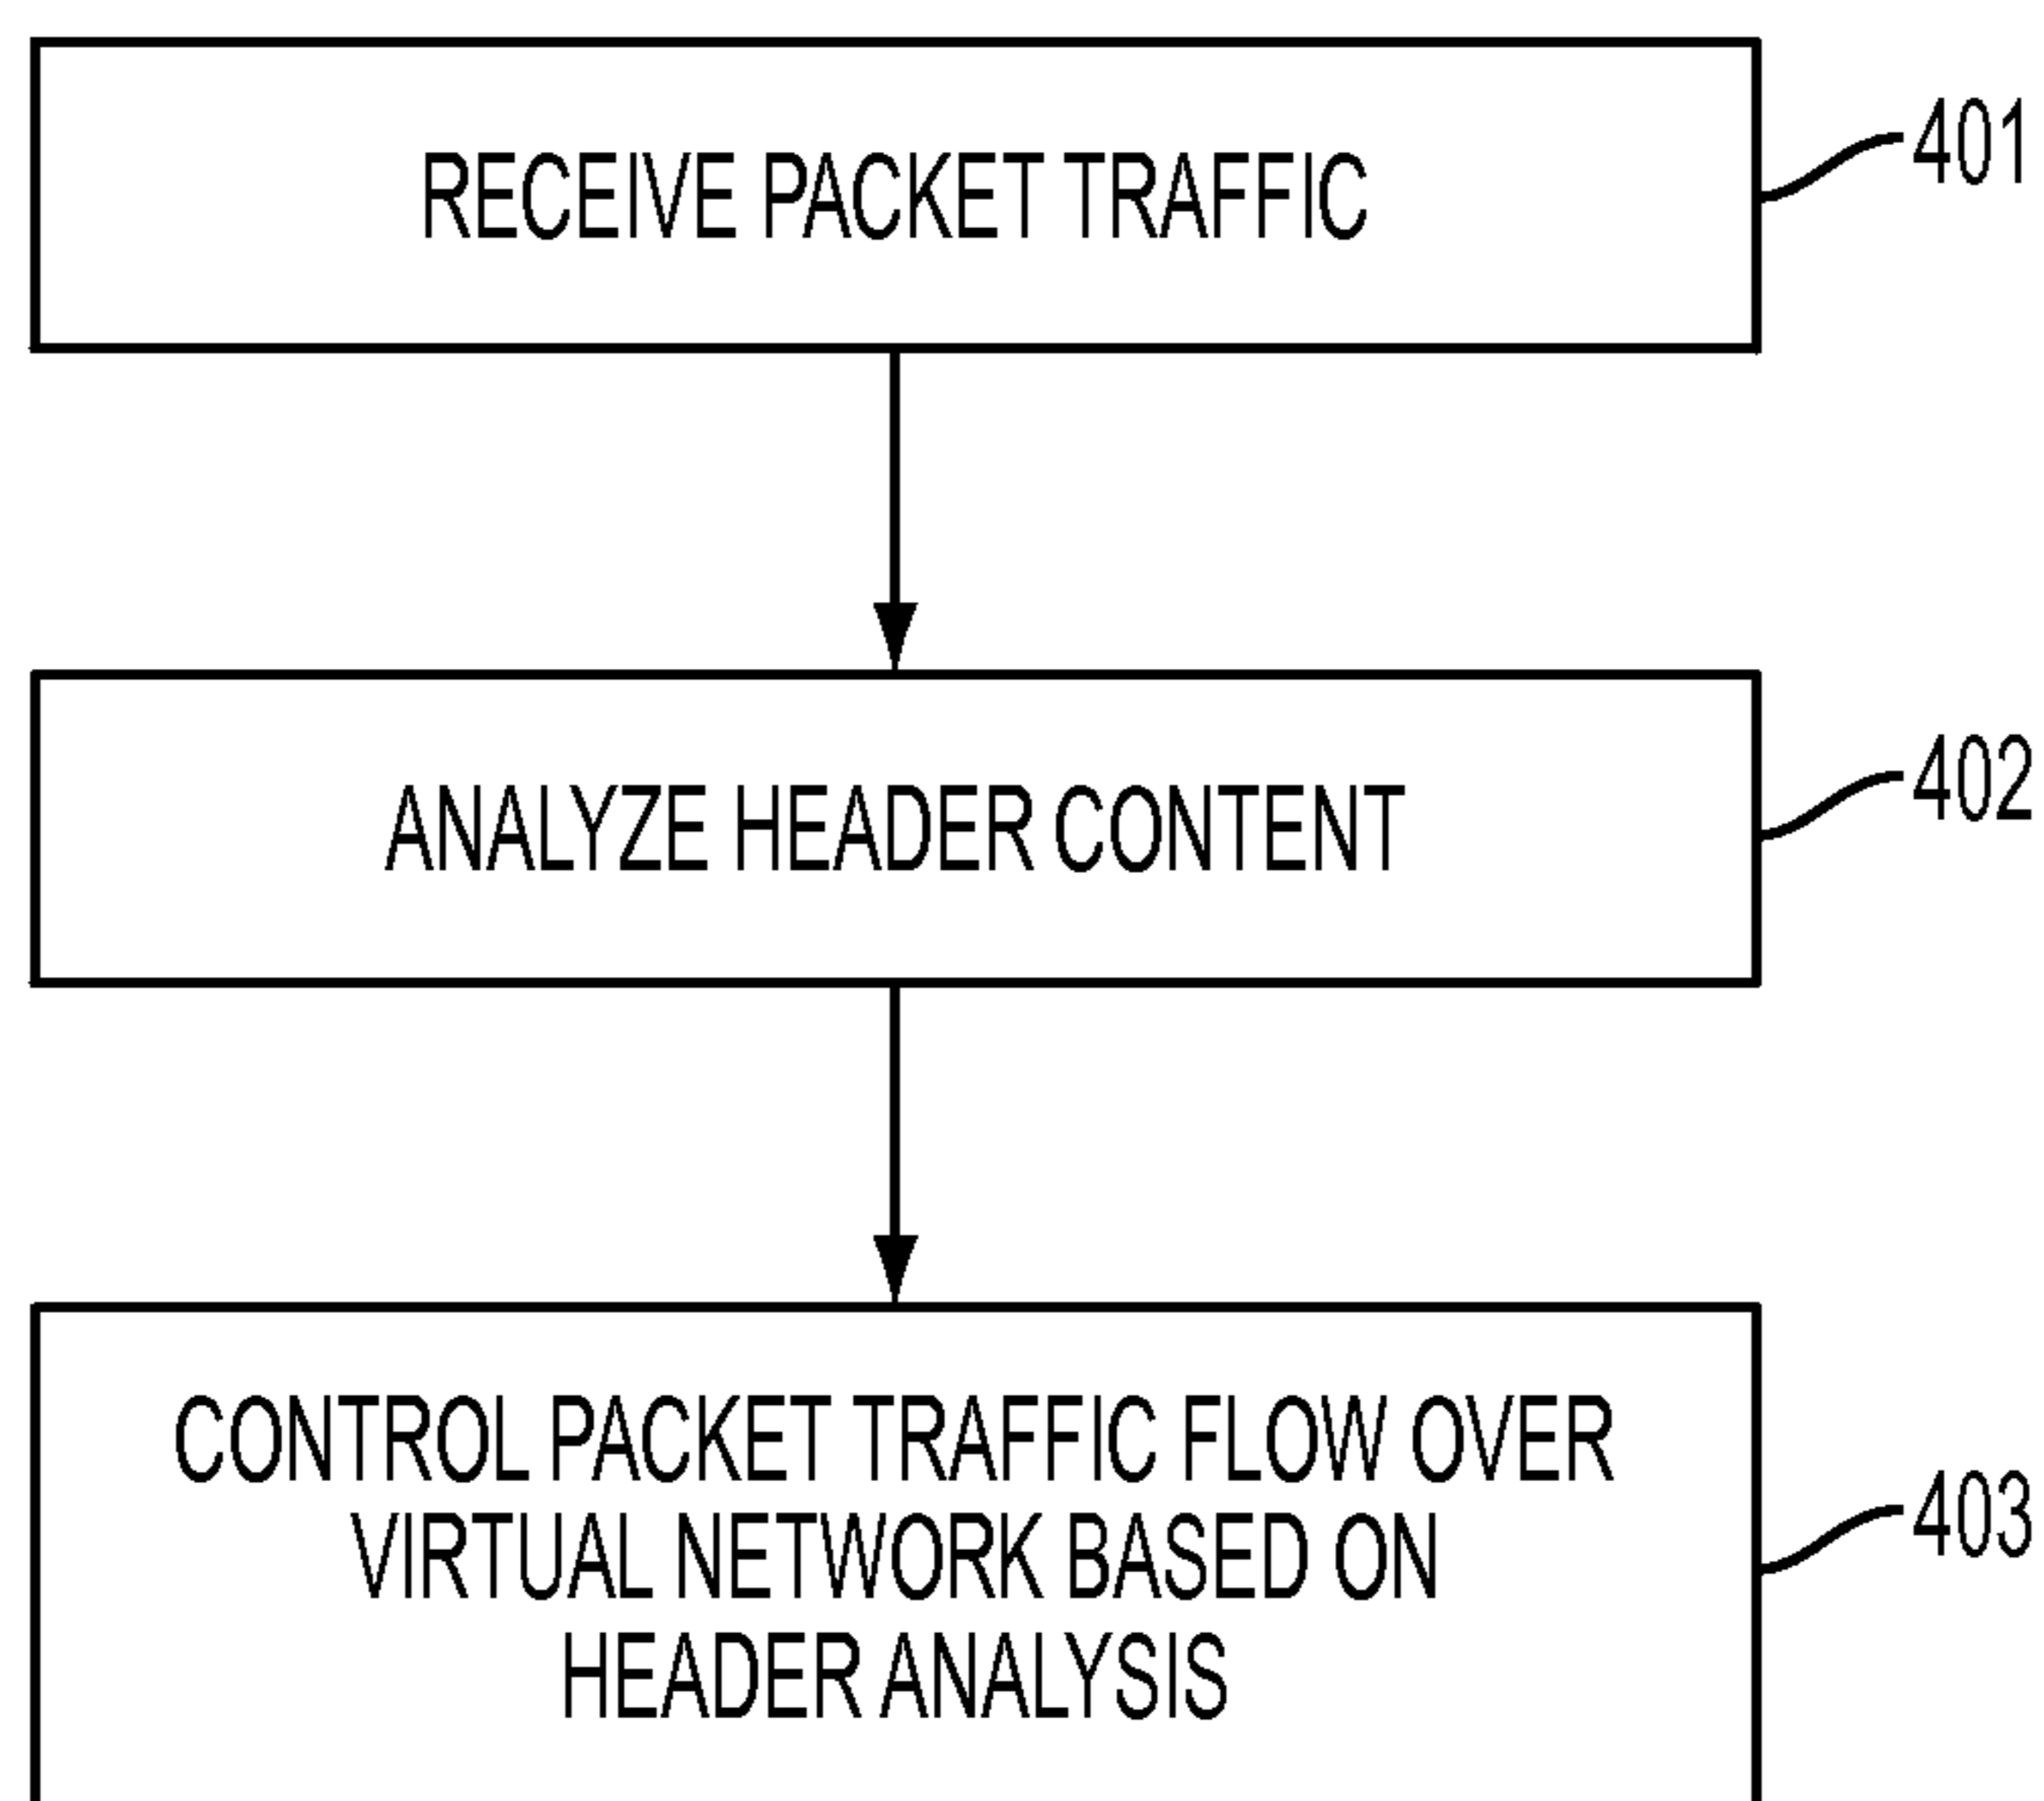 RECEIVE PACKET TRAFFIC
401
ANALYZE HEADER CONTENT
402
CONTROL PACKET TRAFFIC FLOW OVER
VIRTUAL NETWORK BASED ON
HEADER ANALYSIS
403